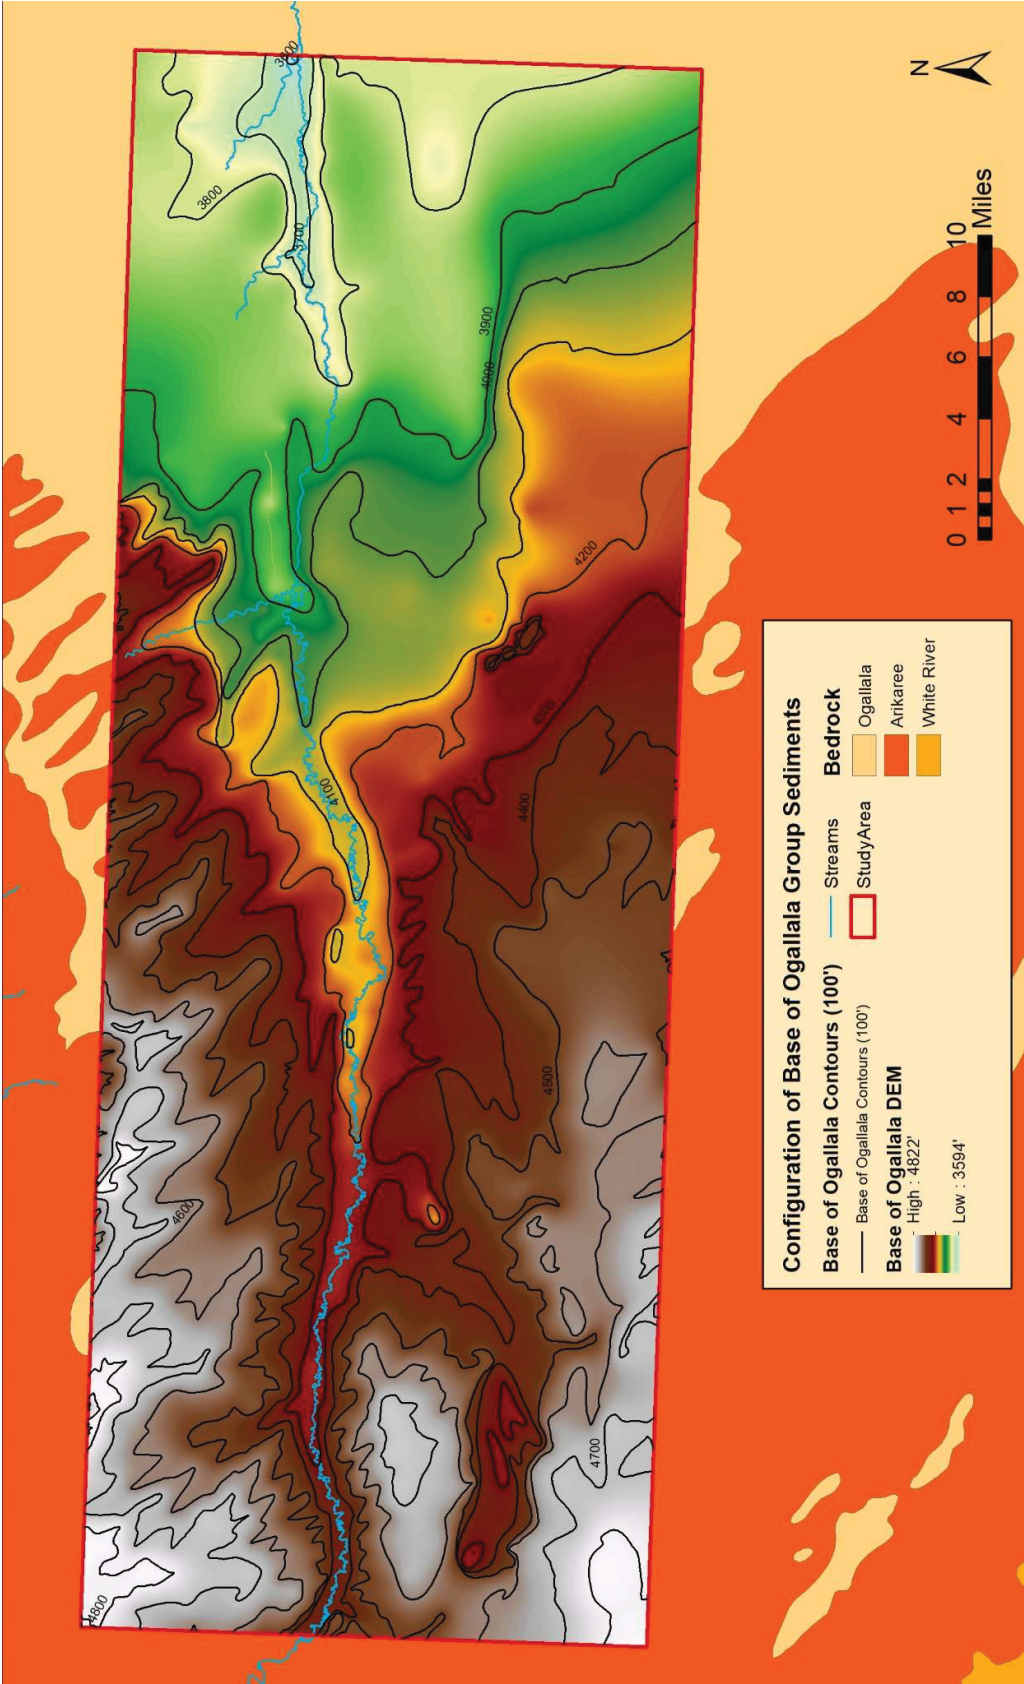 3600
3800
3700
3900
4000
4200
4100
4300
4400
4500
4600
4700
4800
N
0 1 2 4 6 8 10
Miles
Configuration of Base of Ogallala Group Sediments
Base of Ogallala Contours (100')
Base of Ogallala Contours (100')
Base of Ogallala DEM
High : 4822'
Low : 3594'
Streams
StudyArea
Bedrock
Ogallala
Arikaree
White River